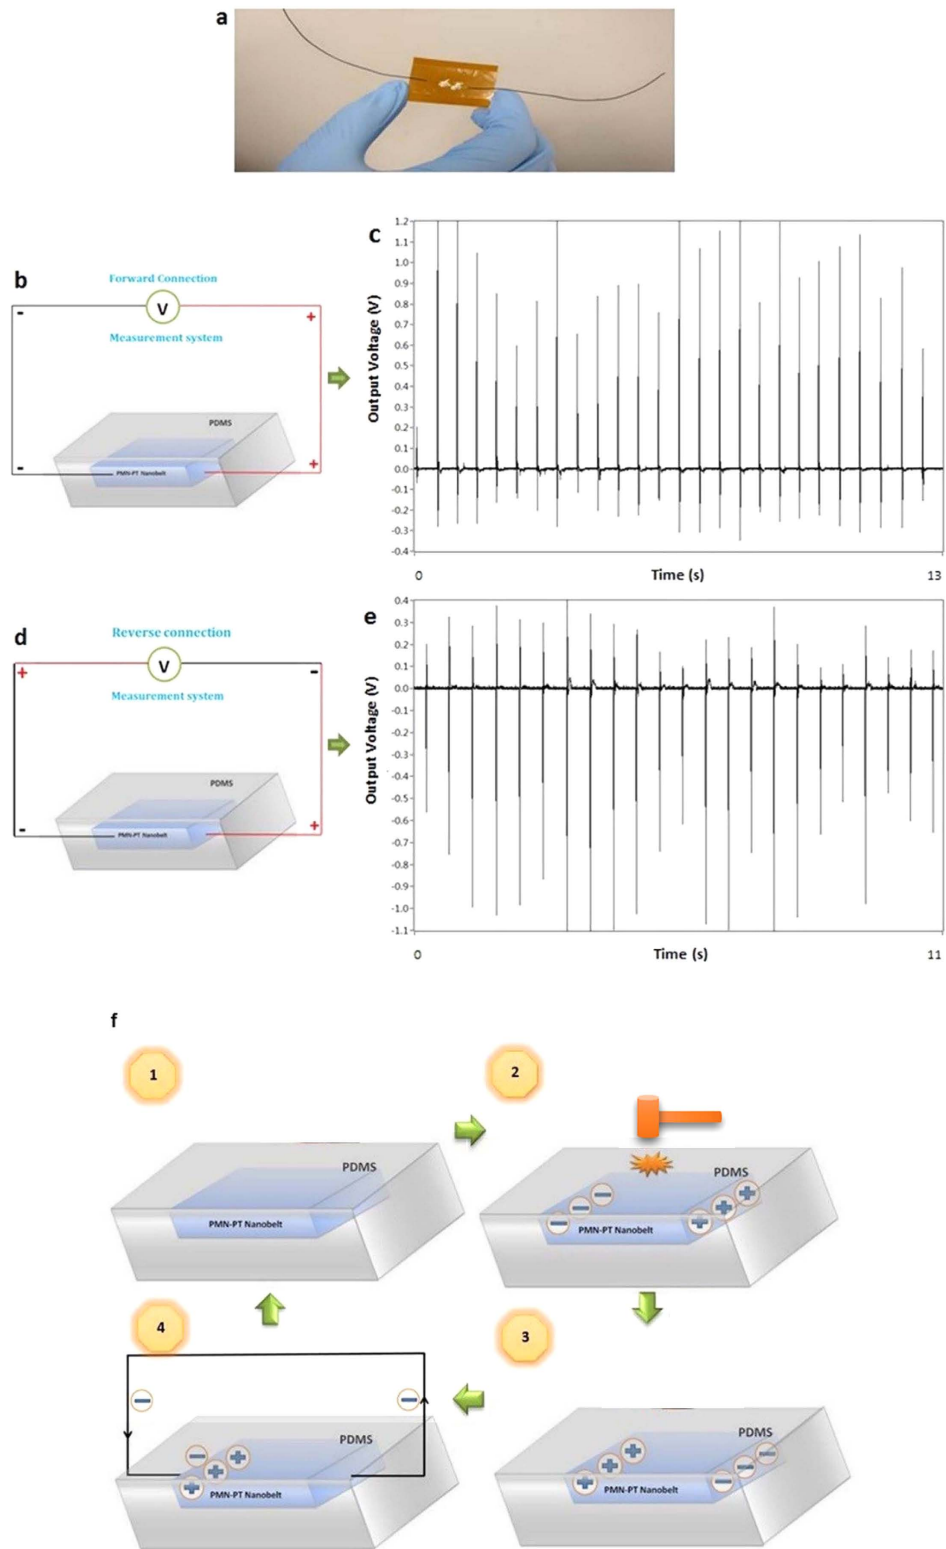 a
b
Forward Connection
-
V
+
Measurement system
PDMS
-
PMN-PT Nanobelt
+
c
Output Voltage (V)
1.2
1.1
1.0
0.9
0.8
0.7
0.6
0.5
0.4
0.3
0.2
0.1
0.0
-0.1
-0.2
-0.3
-0.4
0
Time (s)
13
d
Reverse connection
+
V
-
Measurement system
PDMS
-
PMN-PT Nanobelt
+
e
Output Voltage (V)
0.4
0.3
0.2
0.1
0.0
-0.1
-0.2
-0.3
-0.4
-0.5
-0.6
-0.7
-0.8
-0.9
-1.0
-1.1
0
Time (s)
11
f
1
PDMS
PMN-PT Nanobelt
2
PDMS
PMN-PT Nanobelt
4
PDMS
PMN-PT Nanobelt
3
PDMS
PMN-PT Nanobelt